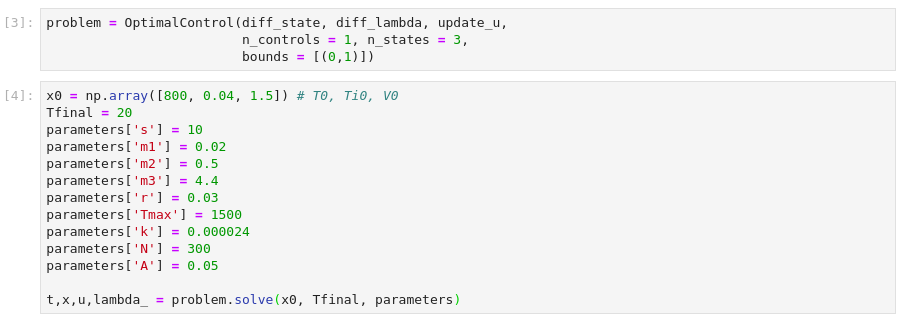 [3]: problem = OptimalControl(diff_state, diff_lambda, update_u,
n_controls = 1, n_states = 3,
bounds = [(0,1)])
[4]: x0 = np.array([800, 0.04, 1.5]) # T0, Ti0, V0
Tfinal = 20
parameters['s'] = 10
parameters['m1'] = 0.02
parameters['m2'] = 0.5
parameters['m3'] = 4.4
parameters['r'] = 0.03
parameters['Tmax'] = 1500
parameters['k'] = 0.000024
parameters['N'] = 300
parameters['A'] = 0.05
t,x,u,lambda_ = problem.solve(x0, Tfinal, parameters)